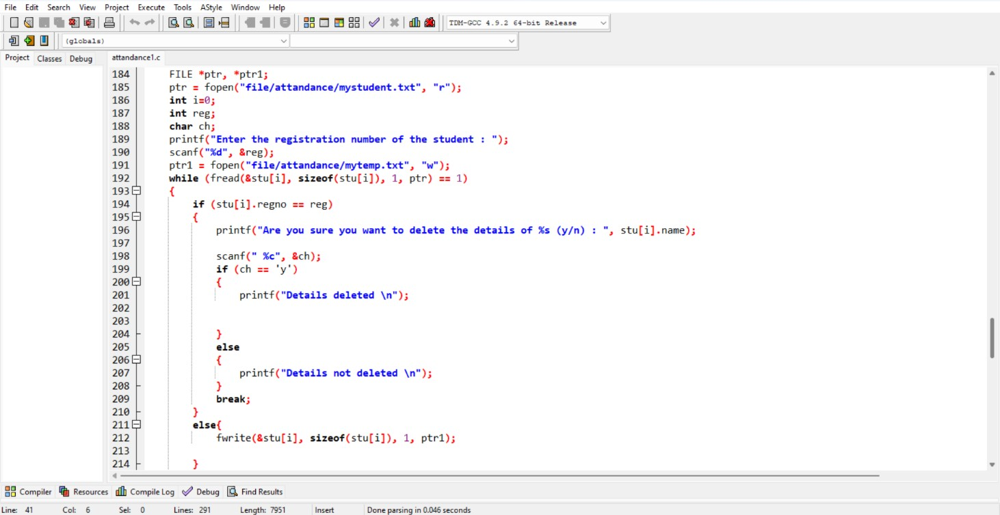 File Edit Search View Project Execute Tools AStyle Window Help
TDM-GCC 4.9.2 64-bit Release
(globals)
Project Classes Debug attandance1.c
184 FILE *ptr, *ptr1;
185 ptr = fopen("file/attandance/mystudent.txt", "r");
186 int i=0;
187 int reg;
188 char ch;
189 printf("Enter the registration number of the student : ");
190 scanf("%d", &reg);
191 ptr1 = fopen("file/attandance/mytemp.txt", "w");
192 while (fread(&stu[i], sizeof(stu[i]), 1, ptr) == 1)
193 {
194 if (stu[i].regno == reg)
195 {
196 printf("Are you sure you want to delete the details of %s (y/n) : ", stu[i].name);
197
198 scanf(" %c", &ch);
199 if (ch == 'y')
200 {
201 printf("Details deleted \n");
202
203
204 }
205 else
206 {
207 printf("Details not deleted \n");
208 }
209 break;
210 }
211 else{
212 fwrite(&stu[i], sizeof(stu[i]), 1, ptr1);
213
214 }
Compiler Resources Compile Log Debug Find Results
Line: 41 Col: 6 Sel: 0 Lines: 291 Length: 7951 Insert Done parsing in 0.046 seconds